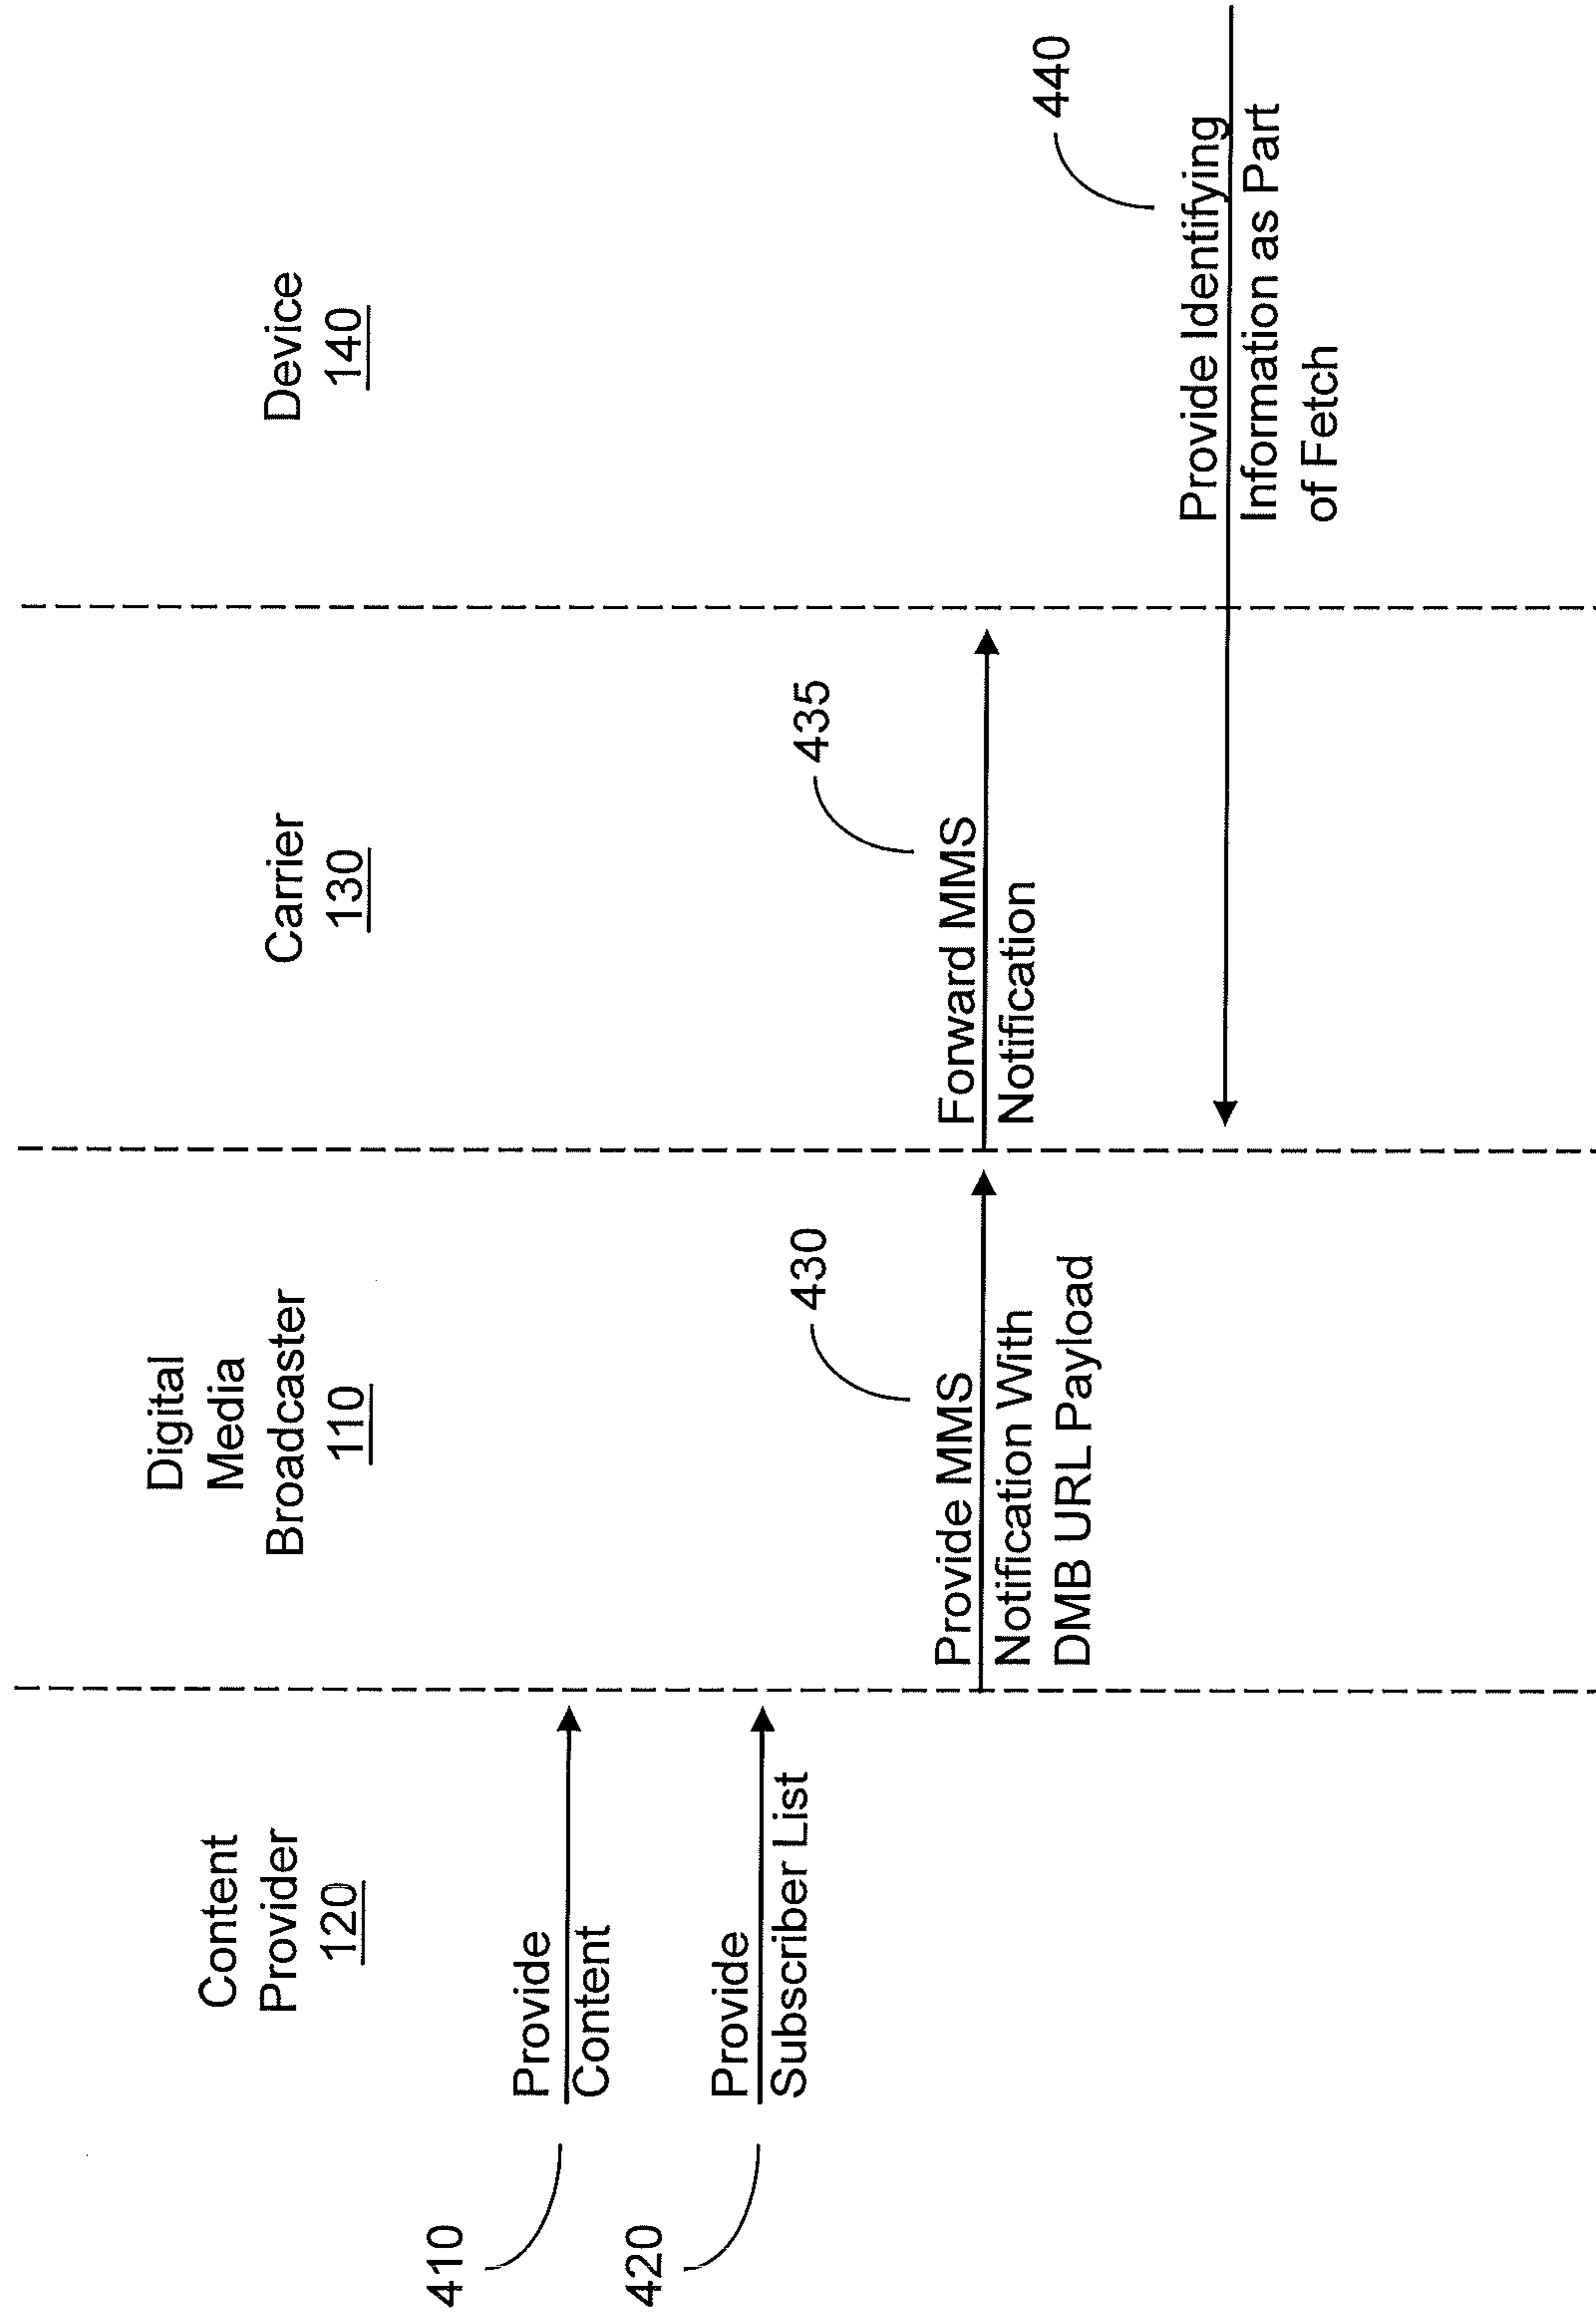 Content
Provider
120
Digital
Media
Broadcaster
110
Carrier
130
Device
140
410
Provide
Content
420
Provide
Subscriber List
430
Provide MMS
Notification With
DMB URL Payload
435
Forward MMS
Notification
440
Provide Identifying
Information as Part
of Fetch